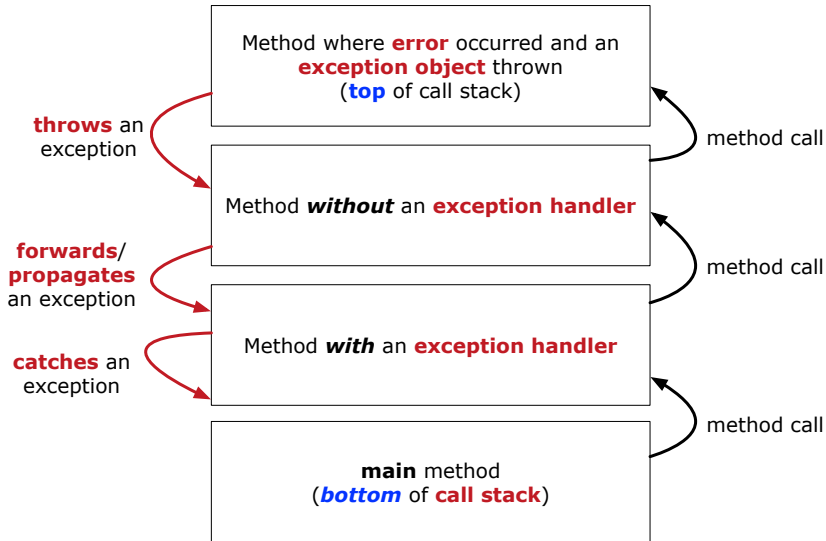 Method where error occurred and an
exception object thrown
(top of call stack)
throws an
exception
method call
Method without an exception handler
forwards/
propagates
an exception
method call
Method with an exception handler
catches an
exception
method call
main method
(bottom of call stack)